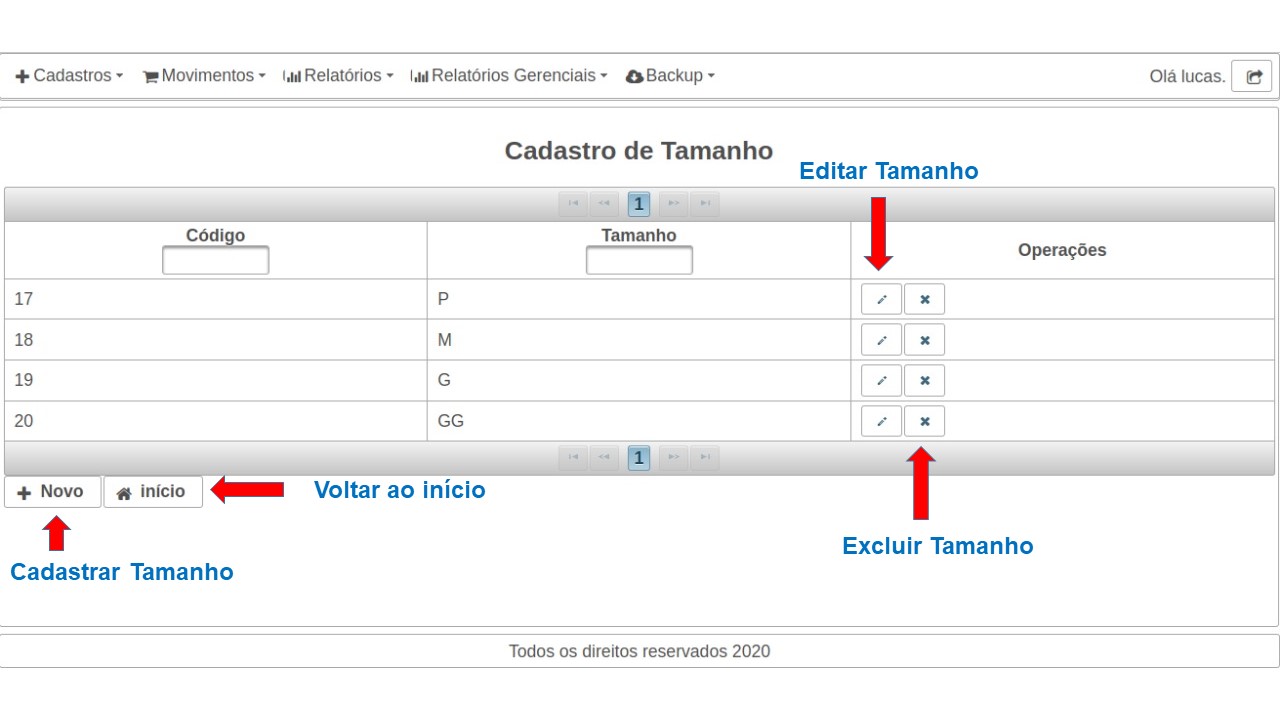 Cadastros Movimentos Relatórios Relatórios Gerenciais Backup Olá lucas.
Cadastro de Tamanho
Editar Tamanho
1
Código Tamanho Operações
17 P
18 M
19 G
20 GG
1
Novo início Voltar ao início
Excluir Tamanho
Cadastrar Tamanho
Todos os direitos reservados 2020